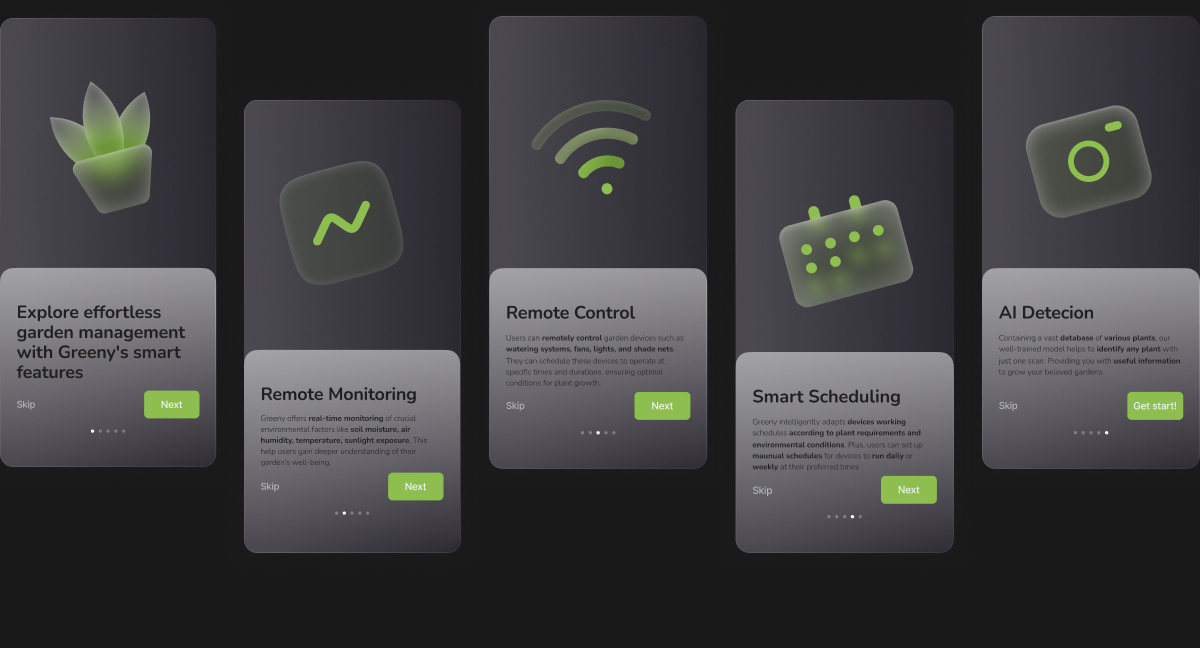 Explore effortless
garden management
with Greeny's smart
features
Skip
Next
Remote Monitoring
Greeny offers real-time monitoring of crucial
environmental factors like soil moisture, air
humidity, temperature, sunlight exposure. This
help users gain deeper understanding of their
garden's well-being.
Skip
Next
Remote Control
Users can remotely control garden devices such as
watering systems, fans, lights, and shade nets.
They can schedule these devices to operate at
specific times and durations, ensuring optimal
conditions for plant growth.
Skip
Next
Smart Scheduling
Greeny intelligently adapts devices working
schedules according to plant requirements and
environmental conditions. Plus, users can set up
maunual schedules for devices to run daily or
weekly at their preferred times.
Skip
Next
AI Detecion
Containing a vast database of various plants, our
well-trained model helps to identify any plant with
just one scan. Providing you with useful information
to grow your beloved gardens.
Skip
Get start!